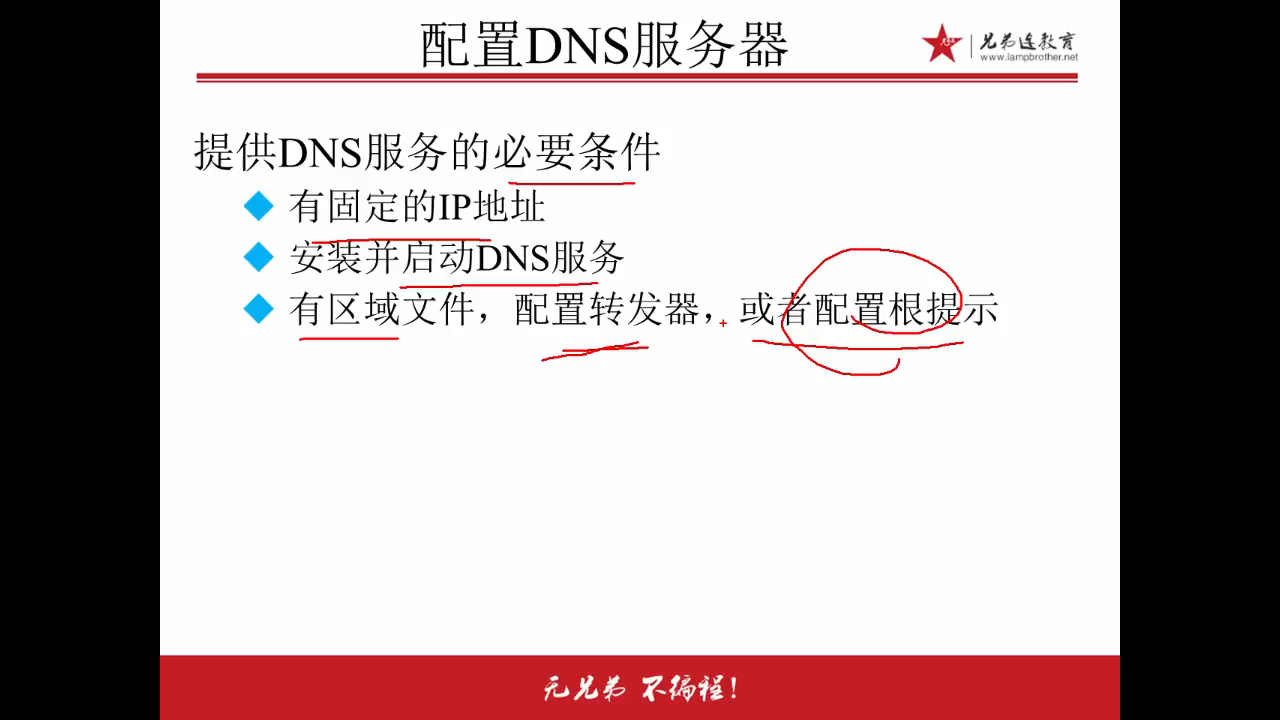 配置DNS服务器
兄弟连教育
www.lampbrother.net
提供DNS服务的必要条件
有固定的IP地址
安装并启动DNS服务
有区域文件，配置转发器，或者配置根提示
无兄弟 不编程！